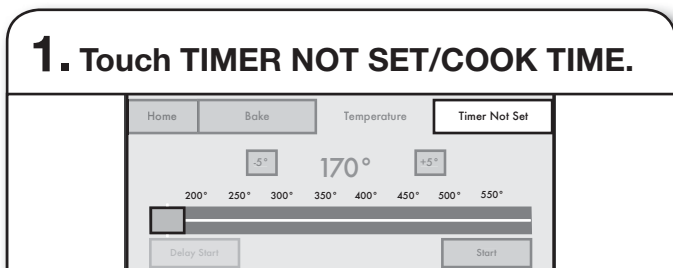 1. Touch TIMER NOT SET/COOK TIME.
Home Bake Temperature Timer Not Set
-5° 170° +5°
200° 250° 300° 350° 400° 450° 500° 550°
Delay Start Start